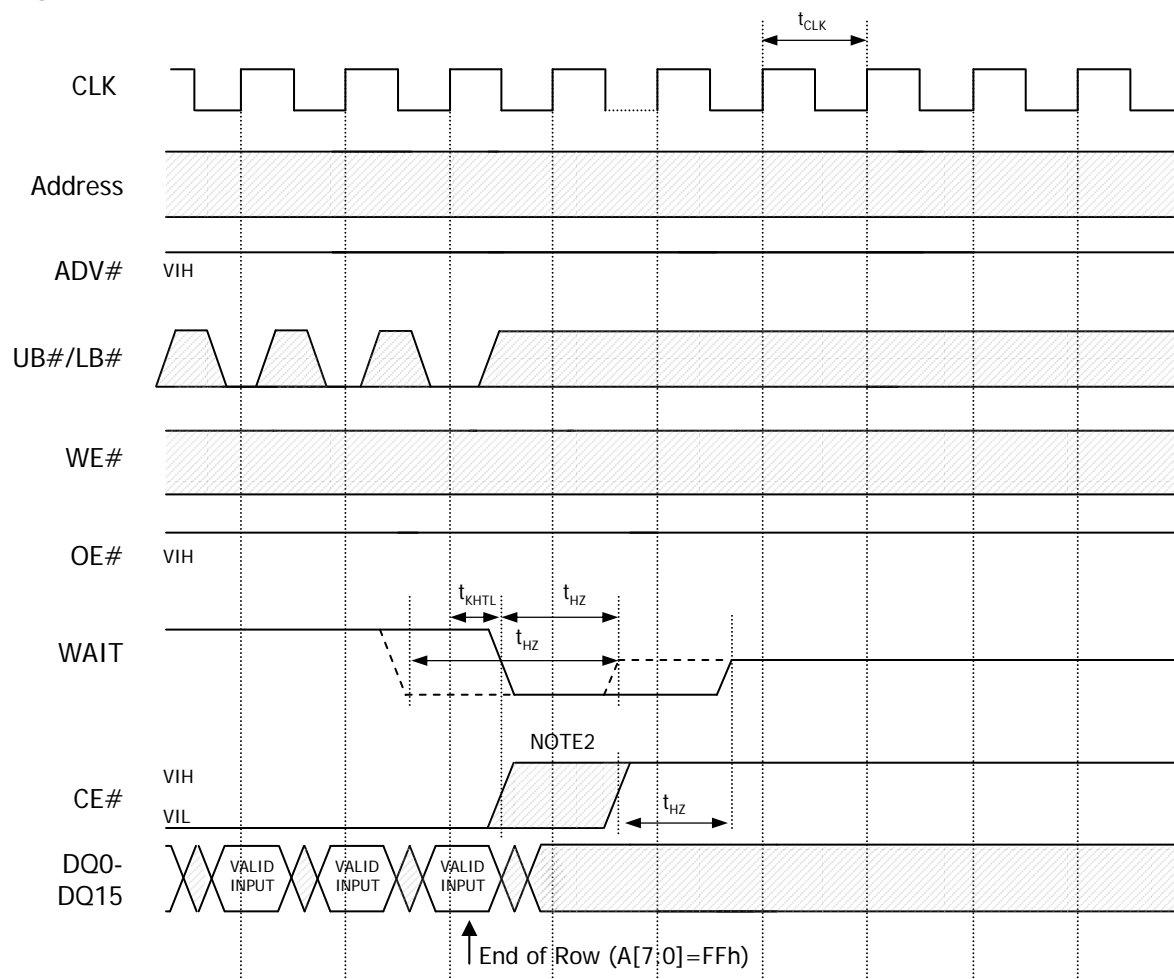 tCLK
CLK
Address
ADV#
VIH
UB#/LB#
WE#
OE#
VIH
tKHTL
tHZ
tHZ
WAIT
NOTE2
VIH
CE#
VIL
tHZ
DQ0-
DQ15
VALID
INPUT
VALID
INPUT
VALID
INPUT
End of Row (A[7:0]=FFh)